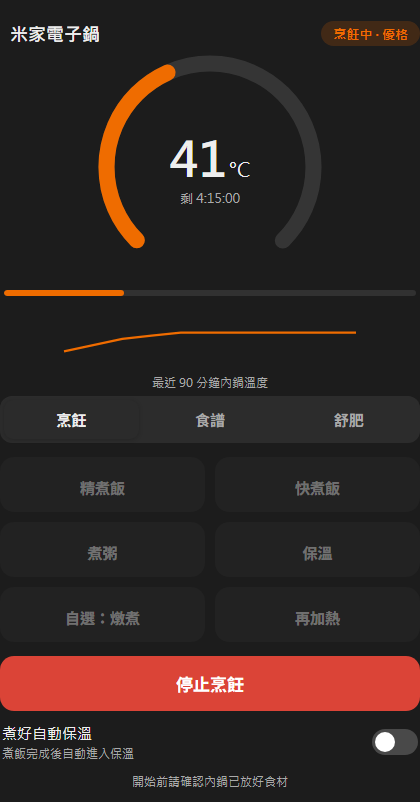 米家電子鍋
烹飪中 · 優格
41 °C
剩 4:15:00
最近 90 分鐘內鍋溫度
烹飪 食譜 舒肥
精煮飯 快煮飯
煮粥 保溫
自選：燉煮 再加熱
停止烹飪
煮好自動保溫
煮飯完成後自動進入保溫
開始前請確認內鍋已放好食材